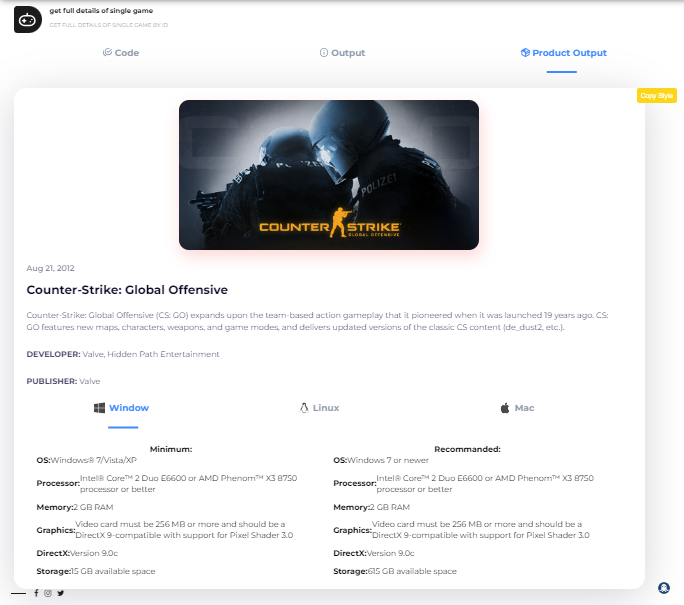 get full details of single game
GET FULL DETAILS OF SINGLE GAME BY ID
Code
Output
Product Output
Copy Style
POLIZEI
COUNTER STRIKE
GLOBAL OFFENSIVE
Aug 21, 2012
Counter-Strike: Global Offensive
Counter-Strike: Global Offensive (CS: GO) expands upon the team-based action gameplay that it pioneered when it was launched 19 years ago. CS:
GO features new maps, characters, weapons, and game modes, and delivers updated versions of the classic CS content (de_dust2, etc.).
DEVELOPER: Valve, Hidden Path Entertainment
PUBLISHER: Valve
Window
Linux
Mac
Minimum:
OS:Windows® 7/Vista/XP
Processor:Intel® Core™ 2 Duo E6600 or AMD Phenom™ X3 8750
processor or better
Memory:2 GB RAM
Graphics:Video card must be 256 MB or more and should be a
DirectX 9-compatible with support for Pixel Shader 3.0
DirectX:Version 9.0c
Storage:15 GB available space
Recommanded:
OS:Windows 7 or newer
Processor:Intel® Core™ 2 Duo E6600 or AMD Phenom™ X3 8750
processor or better
Memory:2 GB RAM
Graphics:Video card must be 256 MB or more and should be a
DirectX 9-compatible with support for Pixel Shader 3.0
DirectX:Version 9.0c
Storage:615 GB available space